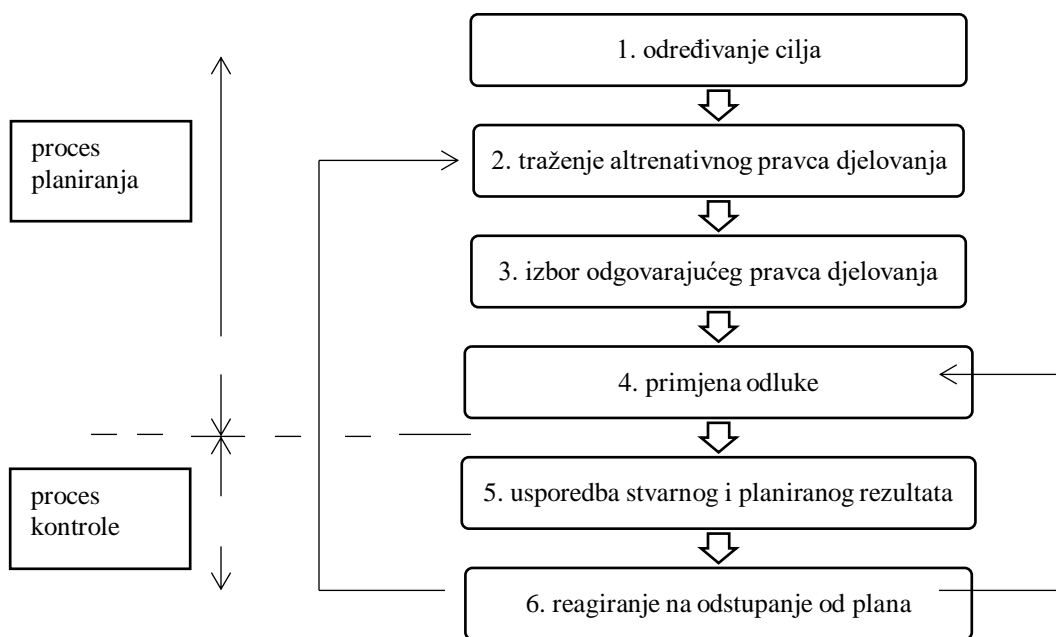 1. određivanje cilja
proces
planiranja
2. traženje altrenativnog pravca djelovanja
3. izbor odgovarajućeg pravca djelovanja
4. primjena odluke
proces
kontrole
5. usporedba stvarnog i planiranog rezultata
6. reagiranje na odstupanje od plana